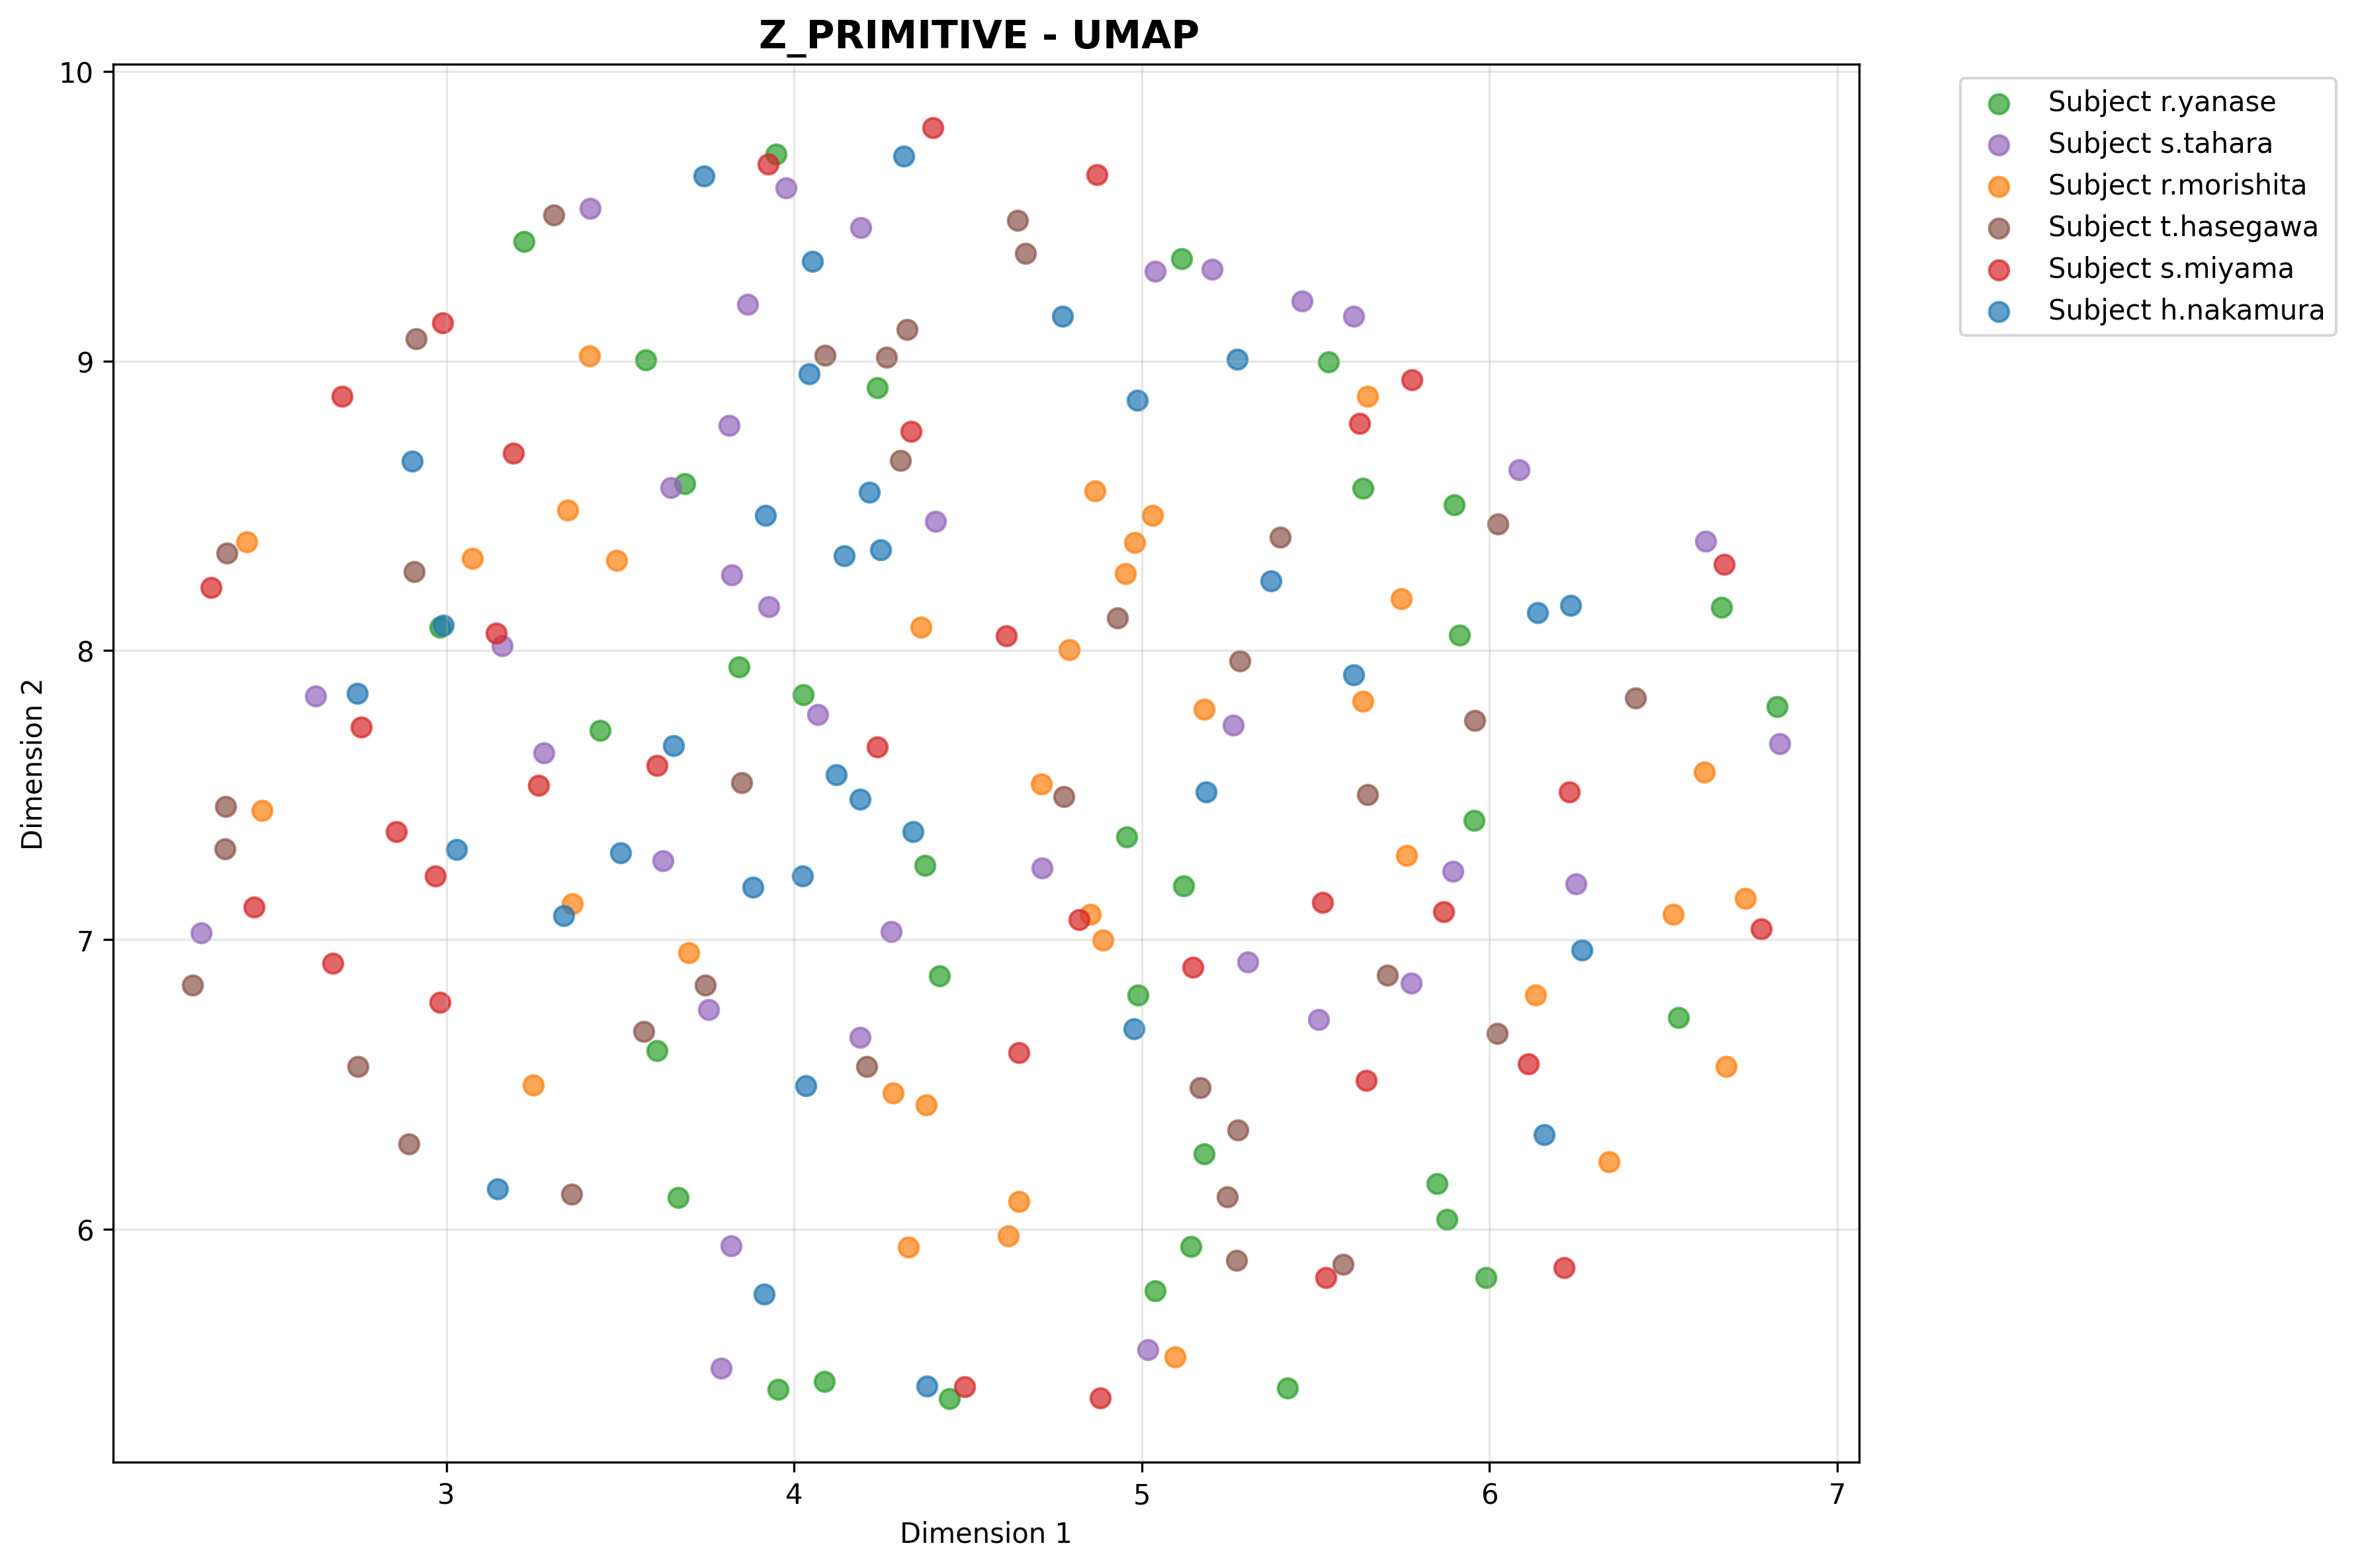 Z_PRIMITIVE - UMAP
Subject r.yanase
Subject s.tahara
Subject r.morishita
Subject t.hasegawa
Subject s.miyama
Subject h.nakamura
10
9
8
7
6
Dimension 2
3 4 5 6 7
Dimension 1